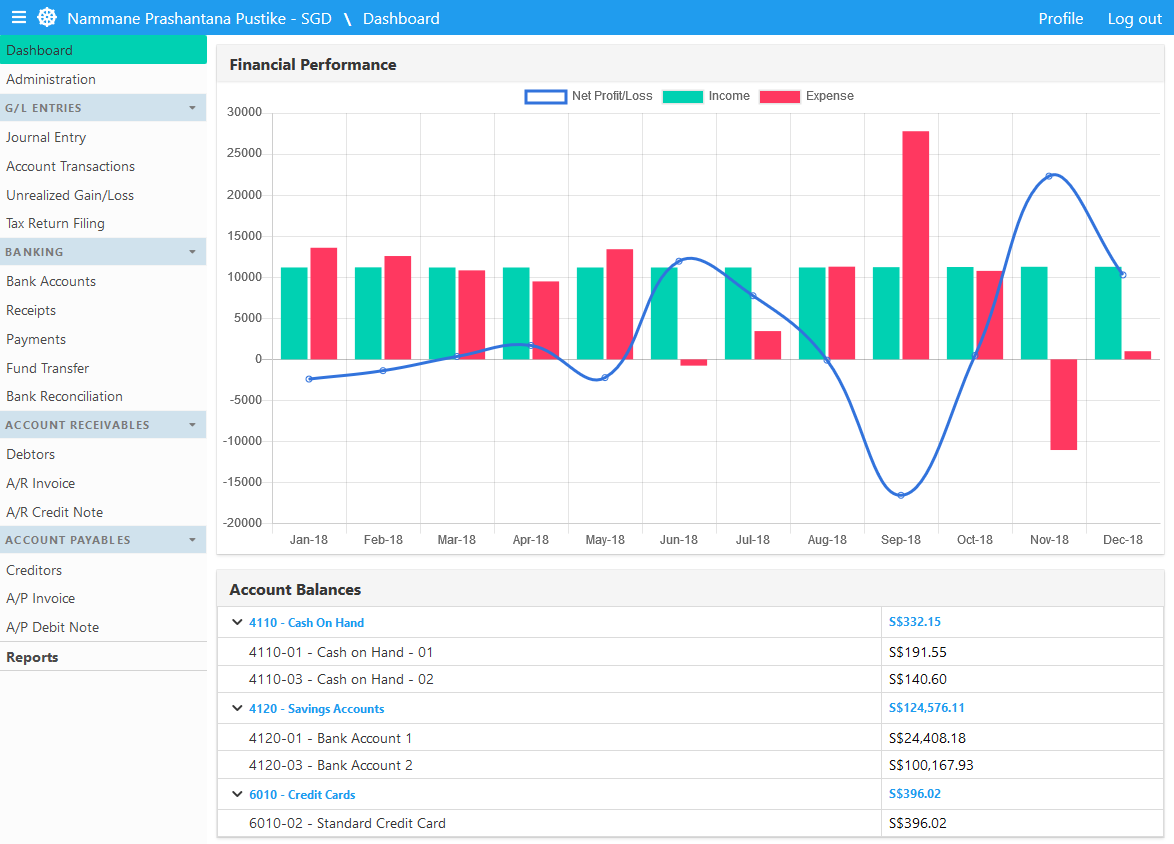 Nammane Prashantana Pustike - SGD \ Dashboard
Profile Log out
Dashboard
Administration
G/L ENTRIES
Journal Entry
Account Transactions
Unrealized Gain/Loss
Tax Return Filing
BANKING
Bank Accounts
Receipts
Payments
Fund Transfer
Bank Reconciliation
ACCOUNT RECEIVABLES
Debtors
A/R Invoice
A/R Credit Note
ACCOUNT PAYABLES
Creditors
A/P Invoice
A/P Debit Note
Reports
Financial Performance
Net Profit/Loss Income Expense
30000
25000
20000
15000
10000
5000
0
-5000
-10000
-15000
-20000
Jan-18 Feb-18 Mar-18 Apr-18 May-18 Jun-18 Jul-18 Aug-18 Sep-18 Oct-18 Nov-18 Dec-18
Account Balances
4110 - Cash On Hand S$332.15
4110-01 - Cash on Hand - 01 S$191.55
4110-03 - Cash on Hand - 02 S$140.60
4120 - Savings Accounts S$124,576.11
4120-01 - Bank Account 1 S$24,408.18
4120-03 - Bank Account 2 S$100,167.93
6010 - Credit Cards S$396.02
6010-02 - Standard Credit Card S$396.02